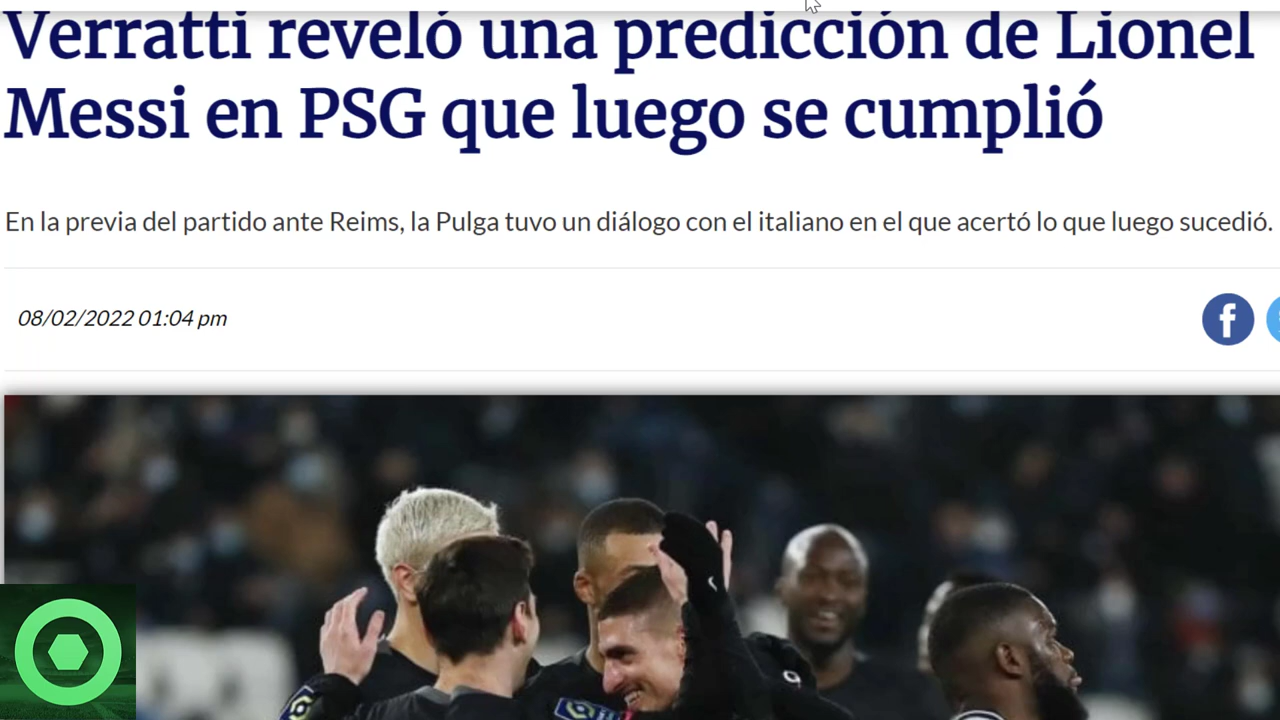 Verratti reveló una predicción de Lionel
Messi en PSG que luego se cumplió
En la previa del partido ante Reims, la Pulga tuvo un diálogo con el italiano en el que acertó lo que luego sucedió.
08/02/2022 01:04 pm